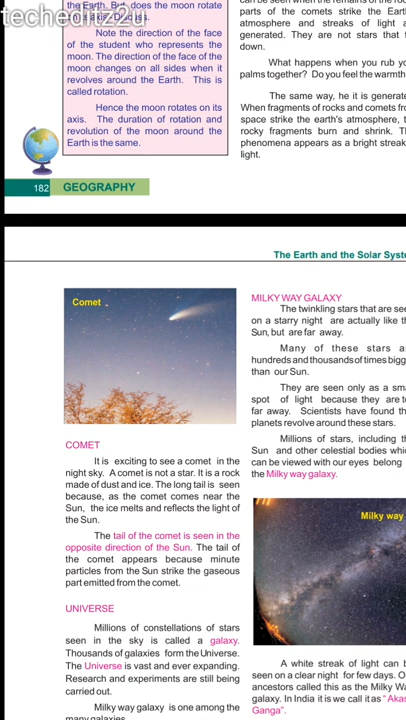 techeditz2u
the Earth. But does the moon rotate
Note the direction of the face
of the student who represents the
moon. The direction of the face of the
moon changes on all sides when it
revolves around the Earth. This is
called rotation.
Hence the moon rotates on its
axis. The duration of rotation and
revolution of the moon around the
Earth is the same.
parts of the comets strike the Eart
atmosphere and streaks of light a
generated. They are not stars that f
down.
What happens when you rub yo
palms together? Do you feel the warmth
The same way, he it is generate
When fragments of rocks and comets fro
space strike the earth's atmosphere, t
rocky fragments burn and shrink. Th
phenomena appears as a bright streak
light.
182 GEOGRAPHY
The Earth and the Solar Syste
Comet
COMET
It is exciting to see a comet in the
night sky. A comet is not a star. It is a rock
made of dust and ice. The long tail is seen
because, as the comet comes near the
Sun, the ice melts and reflects the light of
the Sun.
The tail of the comet is seen in the
opposite direction of the Sun. The tail of
the comet appears because minute
particles from the Sun strike the gaseous
part emitted from the comet.
UNIVERSE
Millions of constellations of stars
seen in the sky is called a galaxy.
Thousands of galaxies form the Universe.
The Universe is vast and ever expanding.
Research and experiments are still being
carried out.
Milky way galaxy is one among the
many galaxies
MILKY WAY GALAXY
The twinkling stars that are see
on a starry night are actually like th
Sun, but are far away.
Many of these stars a
hundreds and thousands of times bigg
than our Sun.
They are seen only as a sma
spot of light because they are t
far away. Scientists have found th
planets revolve around these stars.
Millions of stars, including th
Sun and other celestial bodies whic
can be viewed with our eyes belong
the Milky way galaxy.
Milky way
A white streak of light can b
seen on a clear night for few days. O
ancestors called this as the Milky Wa
galaxy. In India it is we call it as "Akas
Ganga".